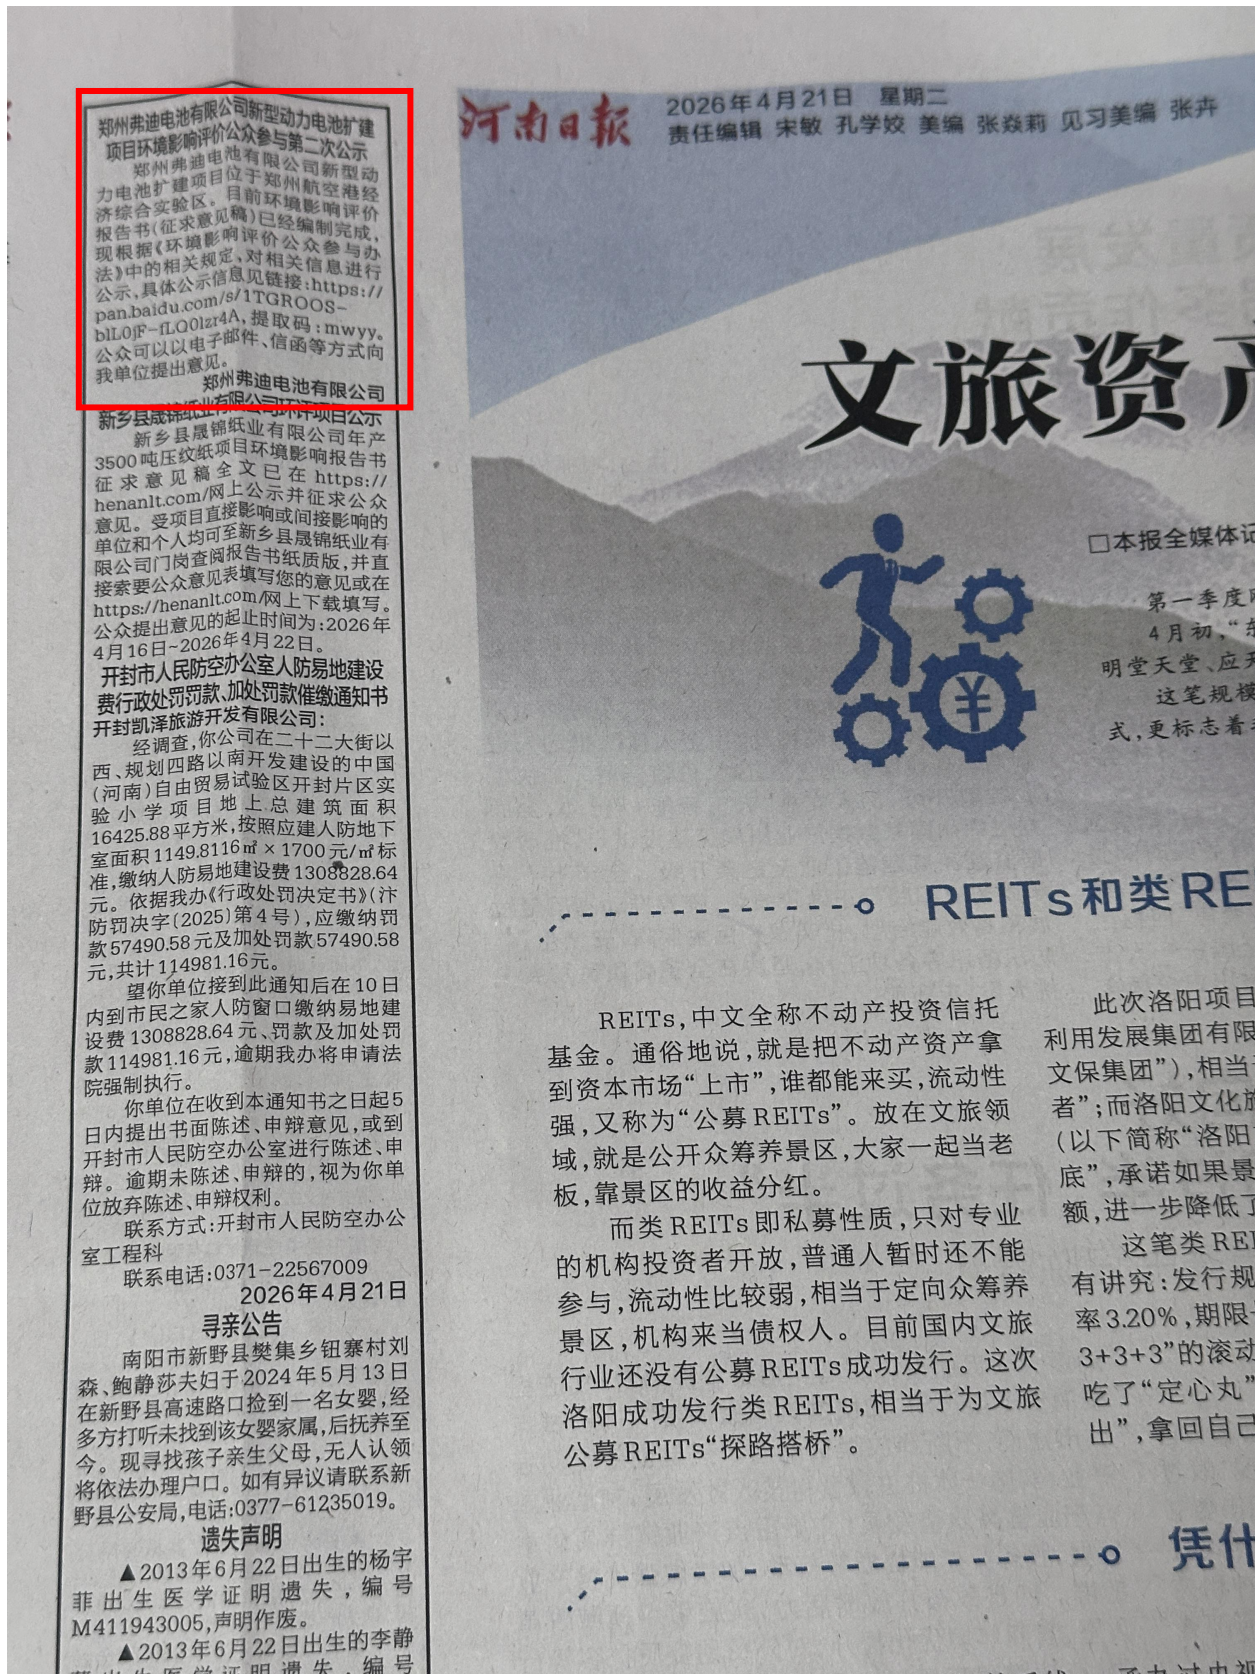 郑州弗迪电池有限公司新型动力电池扩建
项目环境影响评价公众参与第二次公示
郑州弗迪电池有限公司新型动
力电池扩建项目位于郑州航空港经
济综合实验区。目前环境影响评价
报告书(征求意见稿)已经编制完成,
现根据《环境影响评价公众参与办
法》中的相关规定,对相关信息进行
公示,具体公示信息见链接:https://
pan.baidu.com/s/1TGROOS-
blL0jF-fLQ0lzr4A,提取码:mwyy。
公众可以以电子邮件、信函等方式向
我单位提出意见。
郑州弗迪电池有限公司
新乡县晟锦纸业有限公司环评项目公示
新乡县晟锦纸业有限公司年产
3500吨压纹纸项目环境影响报告书
征求意见稿全文已在https://
henanlt.com/网上公示并征求公众
意见。受项目直接影响或间接影响的
单位和个人均可至新乡县晟锦纸业有
限公司门岗查阅报告书纸质版,并直
接索要公众意见表填写您的意见或在
https://henanlt.com/网上下载填写。
公众提出意见的起止时间为:2026年
4月16日~2026年4月22日。
开封市人民防空办公室人防易地建设
费行政处罚罚款、加处罚款催缴通知书
开封凯泽旅游开发有限公司:
经调查,你公司在二十二大街以
西、规划四路以南开发建设的中国
(河南)自由贸易试验区开封片区实
验小学项目地上总建筑面积
16425.88平方米,按照应建人防地下
室面积1149.8116㎡×1700元/㎡标
准,缴纳人防易地建设费1308828.64
元。依据我办《行政处罚决定书》(汴
防罚决字〔2025〕第4号),应缴纳罚
款57490.58元及加处罚款57490.58
元,共计114981.16元。
望你单位接到此通知后在10日
内到市民之家人防窗口缴纳易地建
设费1308828.64元、罚款及加处罚
款114981.16元,逾期我办将申请法
院强制执行。
你单位在收到本通知书之日起5
日内提出书面陈述、申辩意见,或到
开封市人民防空办公室进行陈述、申
辩。逾期未陈述、申辩的,视为你单
位放弃陈述、申辩权利。
联系方式:开封市人民防空办公
室工程科
联系电话:0371-22567009
2026年4月21日
寻亲公告
南阳市新野县樊集乡钮寨村刘
森、鲍静莎夫妇于2024年5月13日
在新野县高速路口捡到一名女婴,经
多方打听未找到该女婴家属,后抚养至
今。现寻找孩子亲生父母,无人认领
将依法办理户口。如有异议请联系新
野县公安局,电话:0377-61235019。
遗失声明
▲2013年6月22日出生的杨宇
菲出生医学证明遗失,编号
M411943005,声明作废。
▲2013年6月22日出生的李静
出生医学证明遗失,编号
河南日报
2026年4月21日 星期二
责任编辑 宋敏 孔学姣 美编 张焱莉 见习美编 张卉
文旅资产
□本报全媒体记
第一季度
4月初,“东
明堂天堂、应天
这笔规模
式,更标志着
REITs和类RE
REITs,中文全称不动产投资信托
基金。通俗地说,就是把不动产资产拿
到资本市场“上市”,谁都能来买,流动性
强,又称为“公募REITs”。放在文旅领
域,就是公开众筹养景区,大家一起当老
板,靠景区的收益分红。
而类REITs即私募性质,只对专业
的机构投资者开放,普通人暂时还不能
参与,流动性比较弱,相当于定向众筹养
景区,机构来当债权人。目前国内文旅
行业还没有公募REITs成功发行。这次
洛阳成功发行类REITs,相当于为文旅
公募REITs“探路搭桥”。
此次洛阳项目
利用发展集团有限
文保集团”),相当
者”;而洛阳文化旅
(以下简称“洛阳
底”,承诺如果景
额,进一步降低了
这笔类REI
有讲究:发行规
率3.20%,期限
3+3+3”的滚动
吃了“定心丸”
出”,拿回自己
凭什